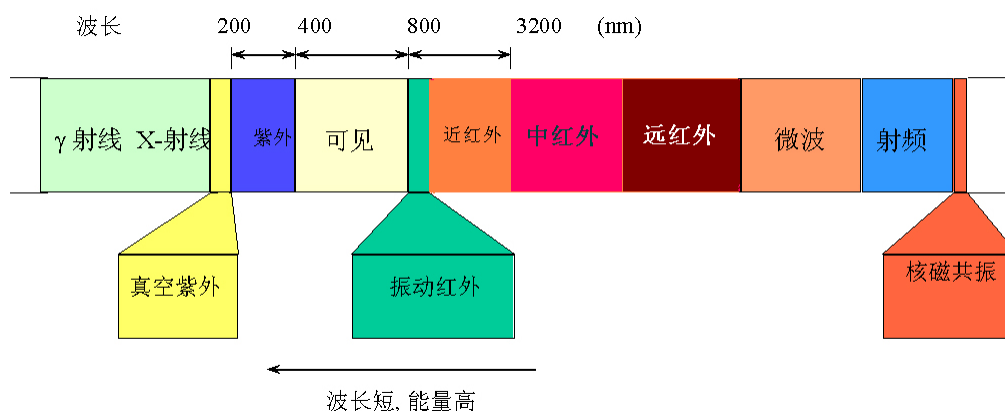 波长 200 400 800 3200 (nm)
γ射线 X-射线 紫外 可见 近红外 中红外 远红外 微波 射频
真空紫外 振动红外 核磁共振
波长短, 能量高